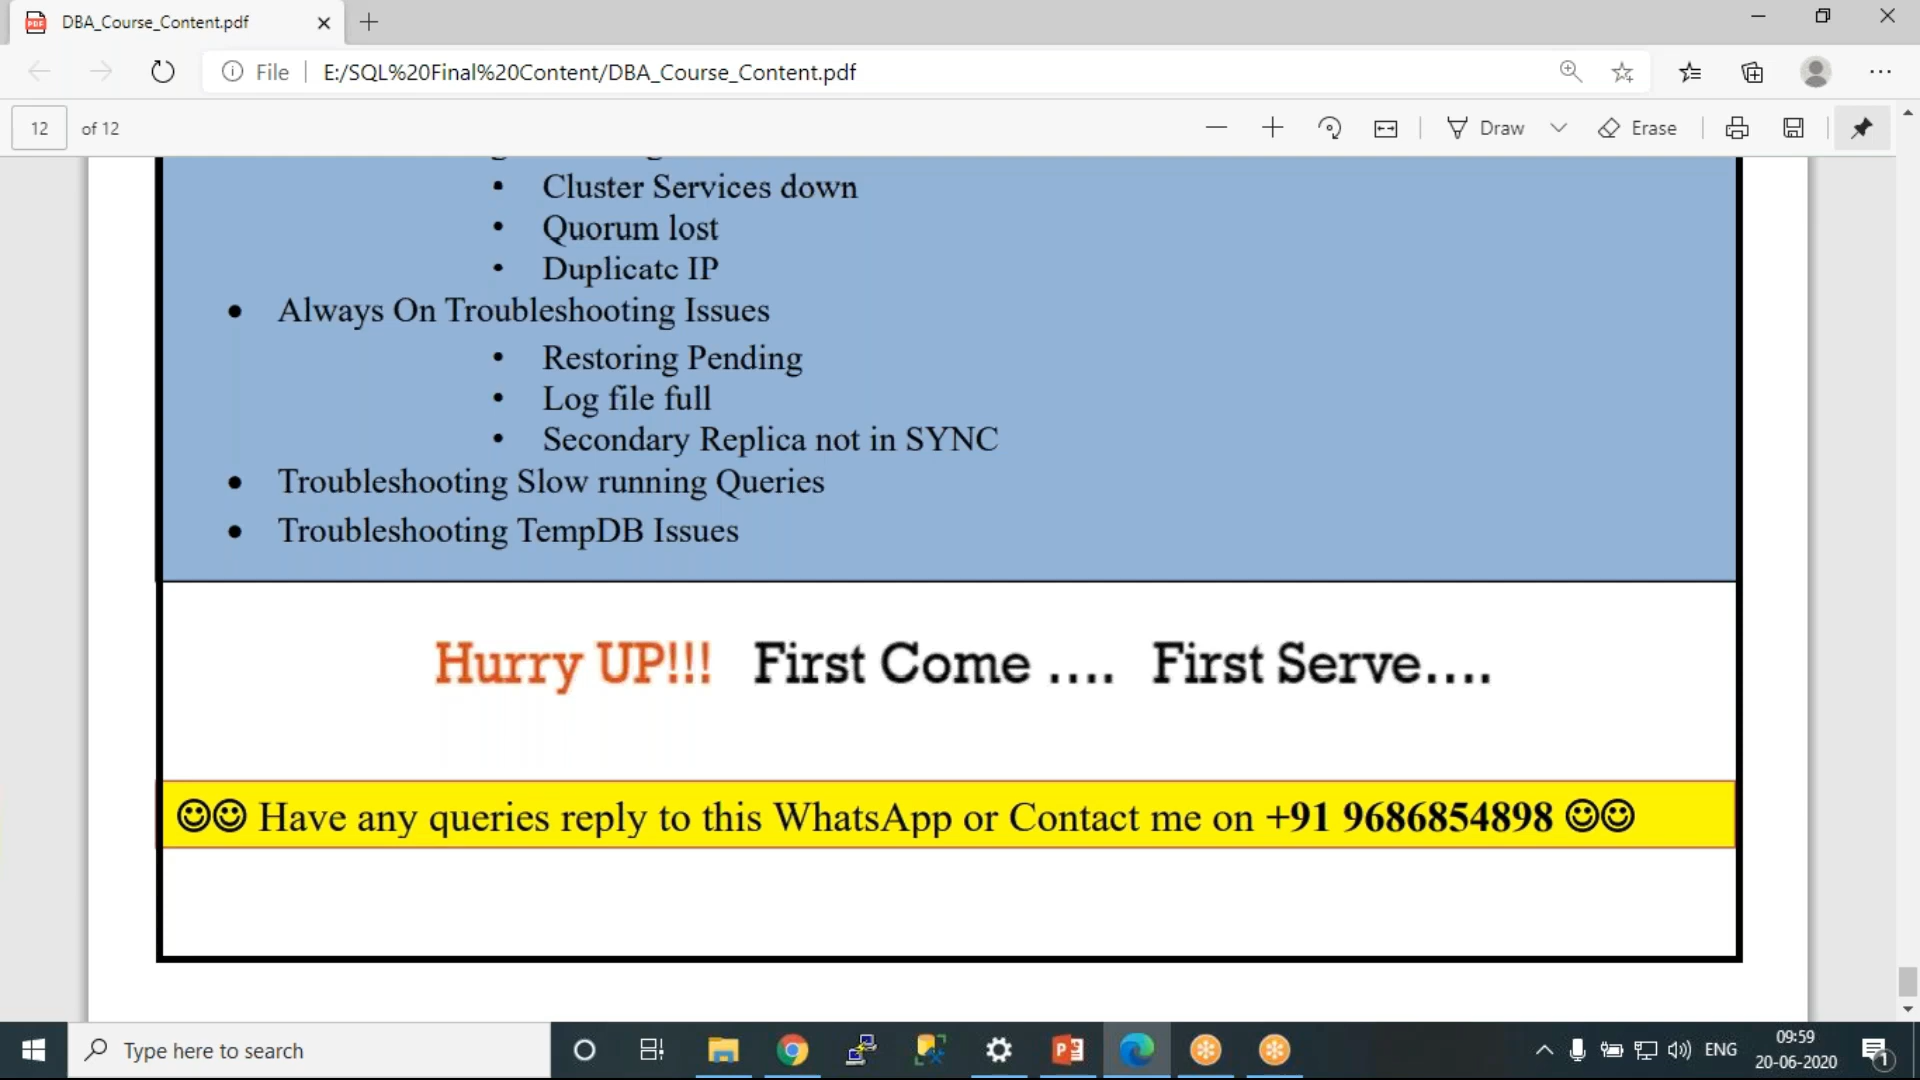 DBA_Course_Content.pdf
File
E:/SQL%20Final%20Content/DBA_Course_Content.pdf
12 of 12
Draw
Erase
• Cluster Services down
• Quorum lost
• Duplicate IP
• Always On Troubleshooting Issues
• Restoring Pending
• Log file full
• Secondary Replica not in SYNC
• Troubleshooting Slow running Queries
• Troubleshooting TempDB Issues
Hurry UP!!! First Come .... First Serve....
☺☺ Have any queries reply to this WhatsApp or Contact me on +91 9686854898 ☺☺
Type here to search
ENG
09:59
20-06-2020
1